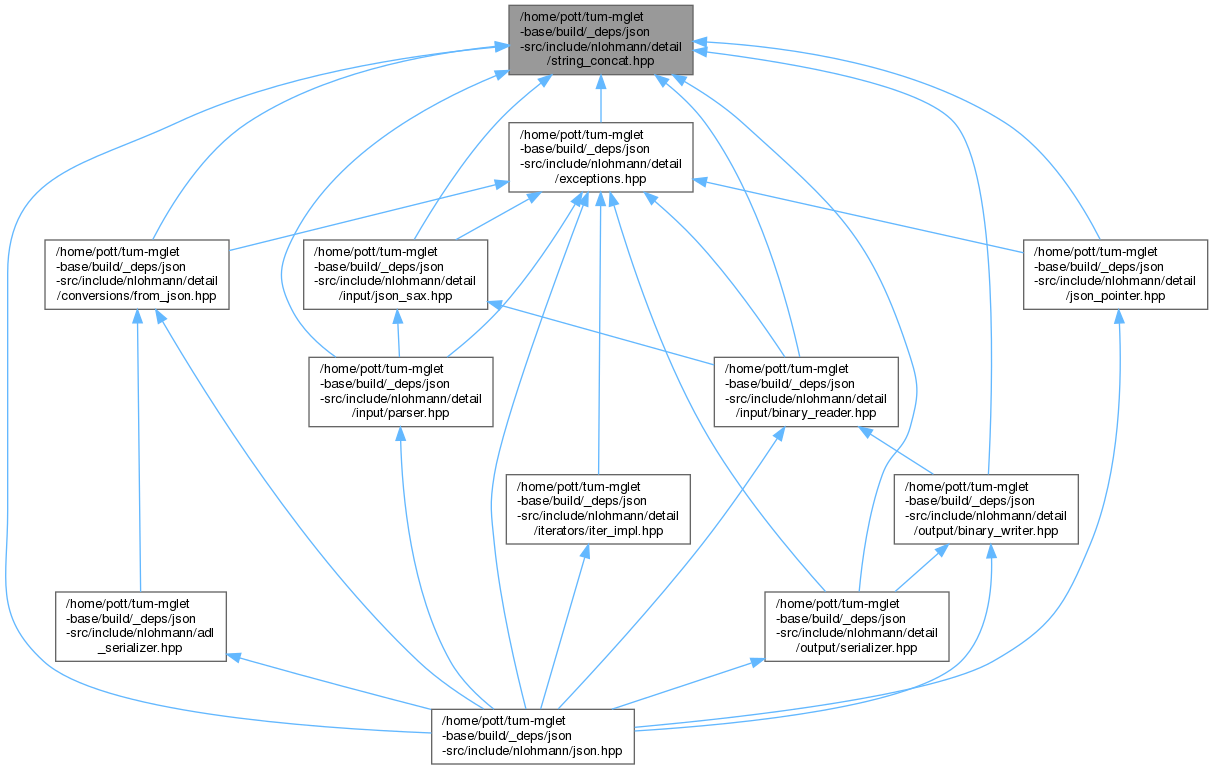 /home/pott/tum-mglet
-base/build/_deps/json
-src/include/nlohmann/detail
/string_concat.hpp
/home/pott/tum-mglet
-base/build/_deps/json
-src/include/nlohmann/detail
/exceptions.hpp
/home/pott/tum-mglet
-base/build/_deps/json
-src/include/nlohmann/detail
/conversions/from_json.hpp
/home/pott/tum-mglet
-base/build/_deps/json
-src/include/nlohmann/detail
/input/json_sax.hpp
/home/pott/tum-mglet
-base/build/_deps/json
-src/include/nlohmann/detail
/json_pointer.hpp
/home/pott/tum-mglet
-base/build/_deps/json
-src/include/nlohmann/detail
/input/parser.hpp
/home/pott/tum-mglet
-base/build/_deps/json
-src/include/nlohmann/detail
/input/binary_reader.hpp
/home/pott/tum-mglet
-base/build/_deps/json
-src/include/nlohmann/detail
/iterators/iter_impl.hpp
/home/pott/tum-mglet
-base/build/_deps/json
-src/include/nlohmann/detail
/output/binary_writer.hpp
/home/pott/tum-mglet
-base/build/_deps/json
-src/include/nlohmann/adl
_serializer.hpp
/home/pott/tum-mglet
-base/build/_deps/json
-src/include/nlohmann/detail
/output/serializer.hpp
/home/pott/tum-mglet
-base/build/_deps/json
-src/include/nlohmann/json.hpp